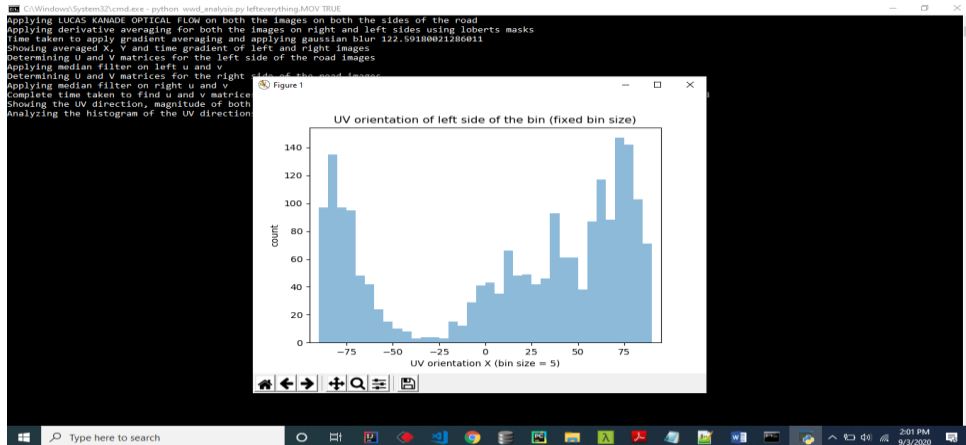 C:\Windows\System32\cmd.exe - python wwd_analysis.py lefteverything.MOV TRUE
Applying LUCAS KANADE OPTICAL FLOW on both the images on both the sides of the road
Applying derivative averaging for both the images on right and left sides using loberts masks
Time taken to apply gradient averaging and applying gaussian blur 122.59180021286011
Showing averaged X, Y and time gradient of left and right images
Determining U and V matrices for the left side of the road images
Applying median filter on left u and v
Determining U and V matrices for the right side of the road images
Applying median filter on right u and v
Complete time taken to find u and v matrice
Showing the UV direction, magnitude of both
Analyzing the histogram of the UV direction
Figure 1
UV orientation of left side of the bin (fixed bin size)
140
120
100
80
60
40
20
0
count
−75 −50 −25 0 25 50 75
UV orientation X (bin size = 5)
Type here to search
2:01 PM
9/3/2020